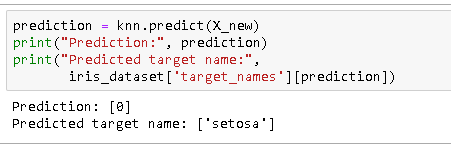 prediction = knn.predict(X_new)
print("Prediction:", prediction)
print("Predicted target name:",
iris_dataset['target_names'][prediction])
Prediction: [0]
Predicted target name: ['setosa']